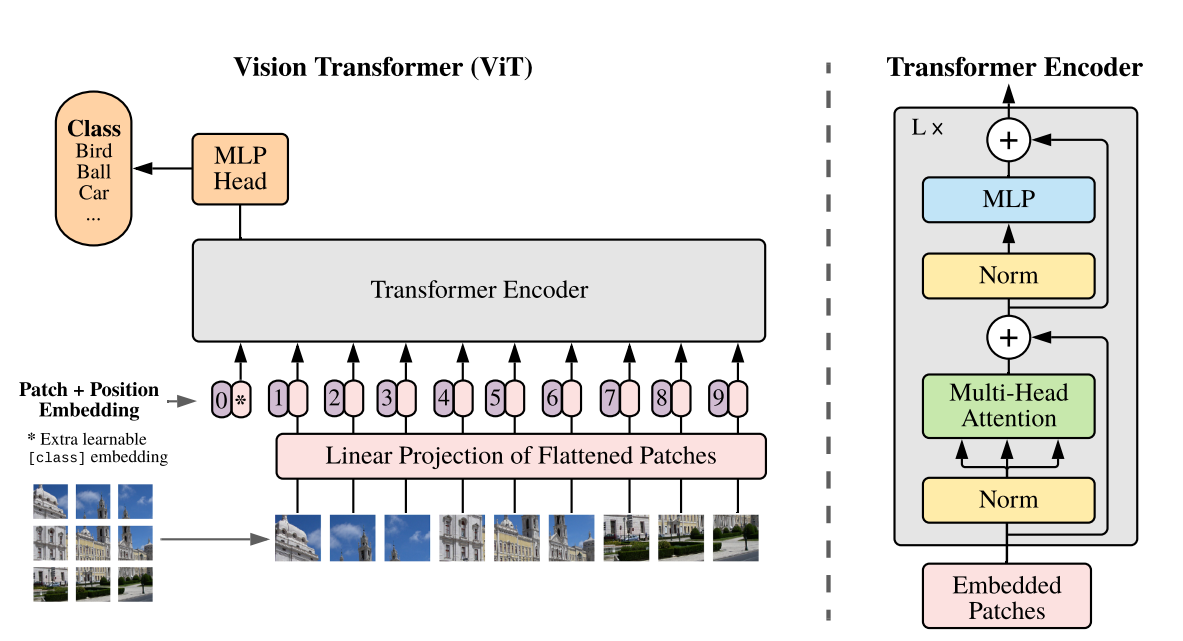 Vision Transformer (ViT)
Class
Bird
Ball
Car
...
MLP
Head
Transformer Encoder
Patch + Position
Embedding
* Extra learnable
[class] embedding
0 *
1
2
3
4
5
6
7
8
9
Linear Projection of Flattened Patches
Transformer Encoder
L ×
+
MLP
Norm
+
Multi-Head
Attention
Norm
Embedded
Patches